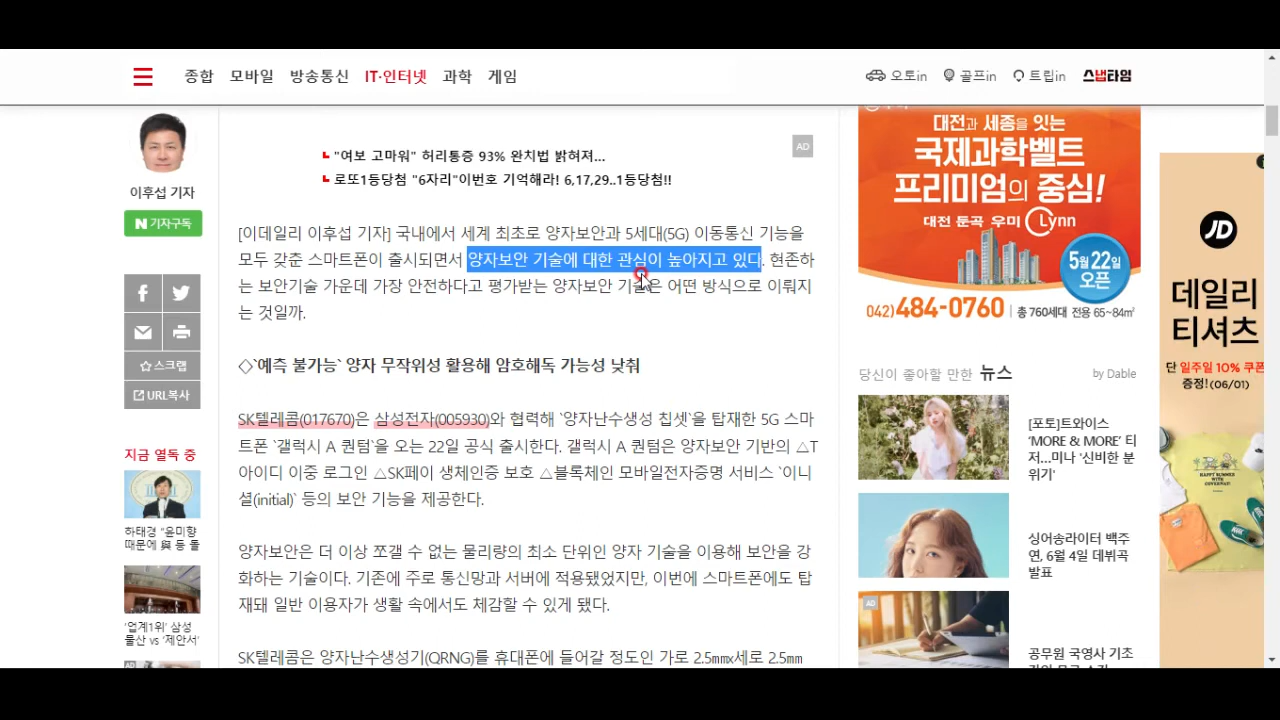 종합 모바일 방송통신 IT·인터넷 과학 게임
오토in 골프in 트립in 스냅타임
이후섭 기자
N 기자구독
스크랩
URL복사
지금 열독 중
하태경 "윤미향
때문에 與 등 돌
'업계1위' 삼성
물산 vs '제안서'
AD
"여보 고마워" 허리통증 93% 완치법 밝혀져...
로또1등당첨 "6자리"이번호 기억해라! 6,17,29..1등당첨!!
[이데일리 이후섭 기자] 국내에서 세계 최초로 양자보안과 5세대(5G) 이동통신 기능을
모두 갖춘 스마트폰이 출시되면서 양자보안 기술에 대한 관심이 높아지고 있다. 현존하
는 보안기술 가운데 가장 안전하다고 평가받는 양자보안 기술은 어떤 방식으로 이뤄지
는 것일까.
◇`예측 불가능` 양자 무작위성 활용해 암호해독 가능성 낮춰
SK텔레콤(017670)은 삼성전자(005930)와 협력해 `양자난수생성 칩셋`을 탑재한 5G 스마
트폰 `갤럭시 A 퀀텀`을 오는 22일 공식 출시한다. 갤럭시 A 퀀텀은 양자보안 기반의 △T
아이디 이중 로그인 △SK페이 생체인증 보호 △블록체인 모바일전자증명 서비스 `이니
셜(initial)` 등의 보안 기능을 제공한다.
양자보안은 더 이상 쪼갤 수 없는 물리량의 최소 단위인 양자 기술을 이용해 보안을 강
화하는 기술이다. 기존에 주로 통신망과 서버에 적용됐었지만, 이번에 스마트폰에도 탑
재돼 일반 이용자가 생활 속에서도 체감할 수 있게 됐다.
SK텔레콤은 양자난수생성기(QRNG)를 휴대폰에 들어갈 정도인 가로 2.5㎜x세로 2.5㎜
대전과 세종을 잇는
국제과학벨트
프리미엄의 중심!
대전 둔곡 우미 Lynn
5월 22일
오픈
042)484-0760 | 총 760세대 전용 65~84㎡
당신이 좋아할 만한 뉴스 by Dable
[포토]트와이스
'MORE & MORE' 티
저...미나 '신비한 분
위기'
싱어송라이터 백주
연, 6월 4일 데뷔곡
발표
AD
공무원 국영사 기초
JD
데일리
티셔츠
단 일주일 10% 쿠폰
증정! (06/01)
HAPPY SUMMER